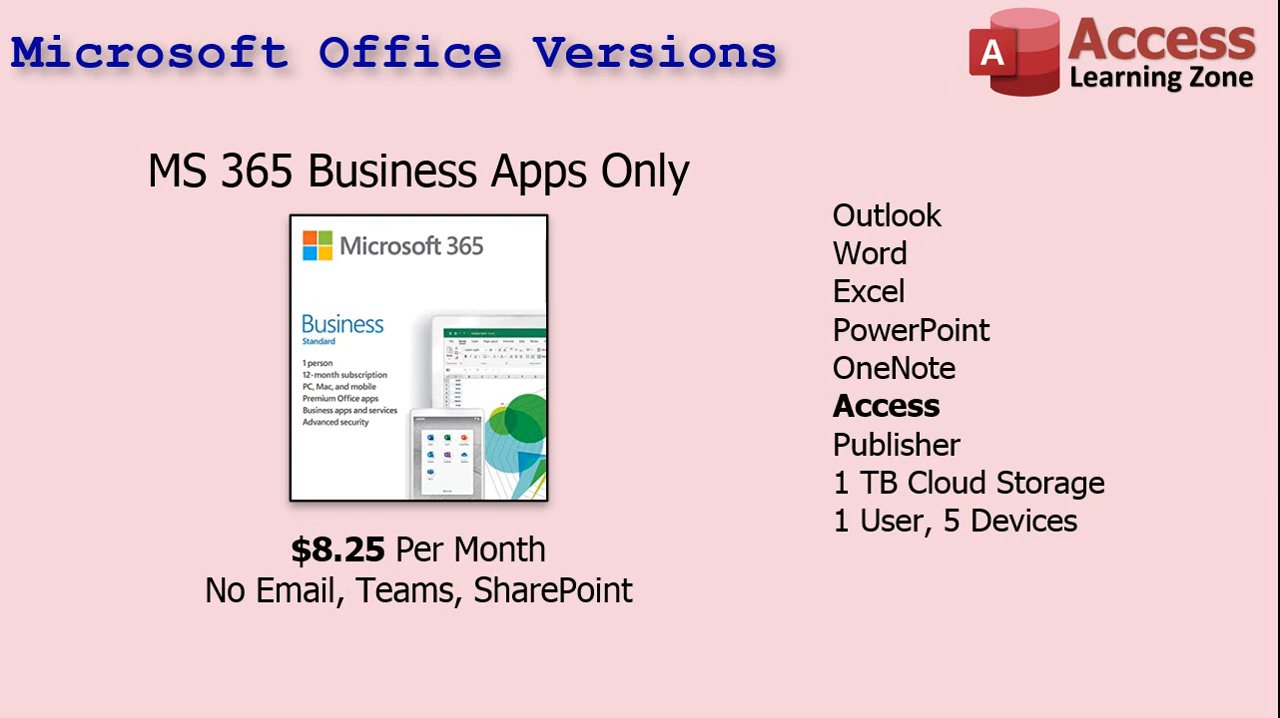 Microsoft Office Versions
A
Access
Learning Zone
MS 365 Business Apps Only
Microsoft 365
Business
Standard
1 person
12-month subscription
PC, Mac, and mobile
Premium Office apps
Business apps and services
Advanced security
$8.25 Per Month
No Email, Teams, SharePoint
Outlook
Word
Excel
PowerPoint
OneNote
Access
Publisher
1 TB Cloud Storage
1 User, 5 Devices